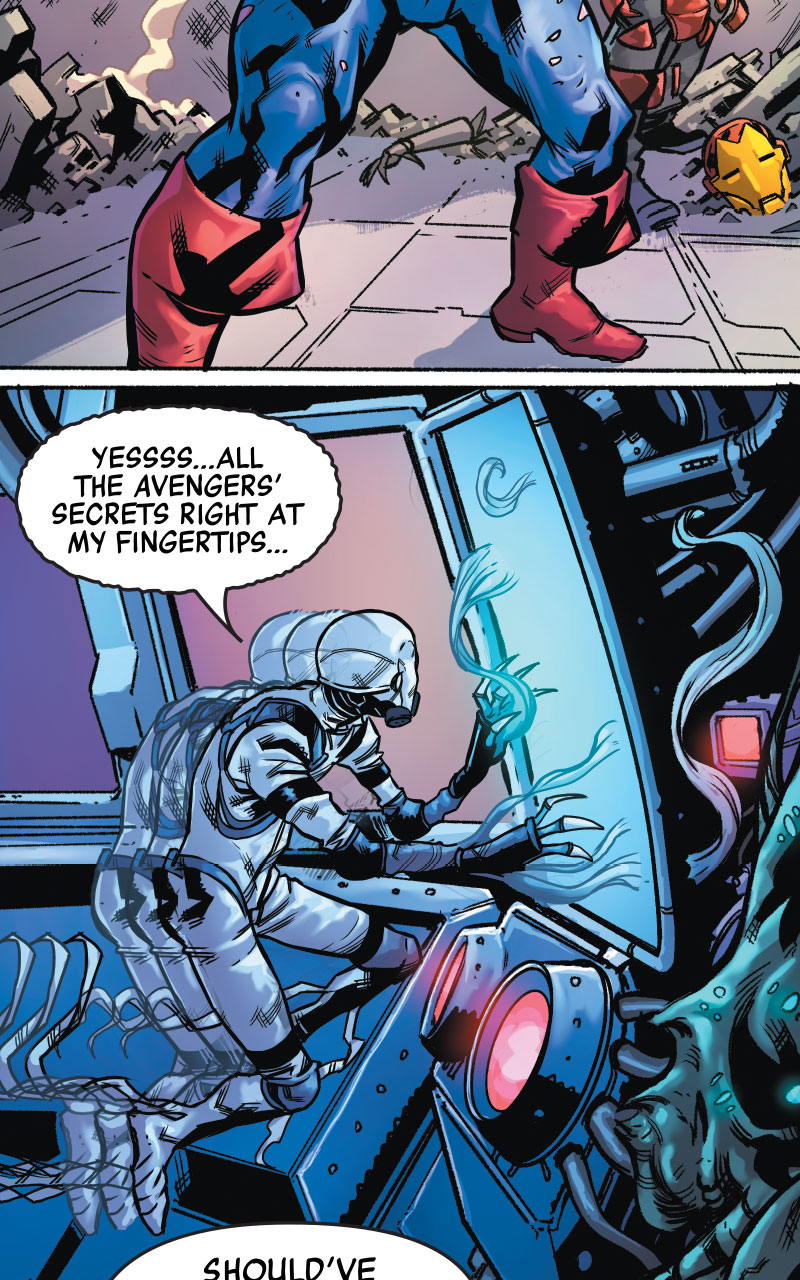 YESSSS...ALL
THE AVENGERS'
SECRETS RIGHT AT
MY FINGERTIPS...
SHOULD'VE